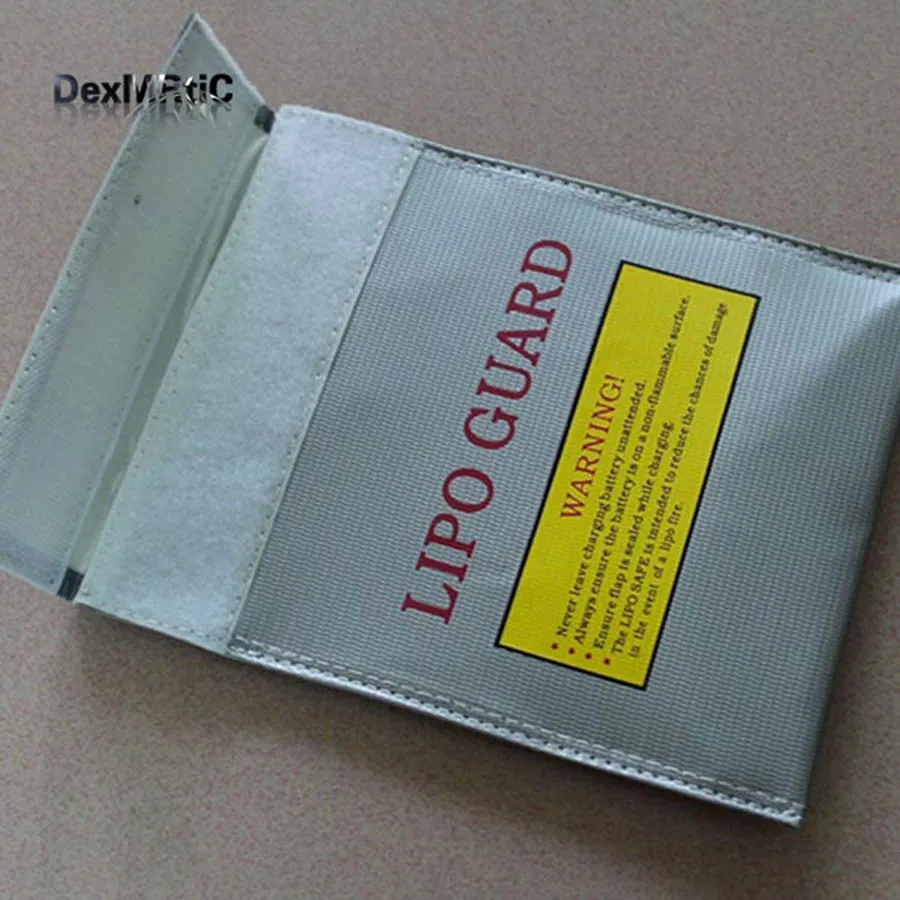 DexMRtiC
LIPO GUARD
WARNING!
• Never leave charging battery unattended.
• Always ensure the battery is on a non-flammable surface.
• Ensure flap is sealed while charging.
• The LIPO SAFE is intended to reduce the chances of damage
in the event of a lipo fire.